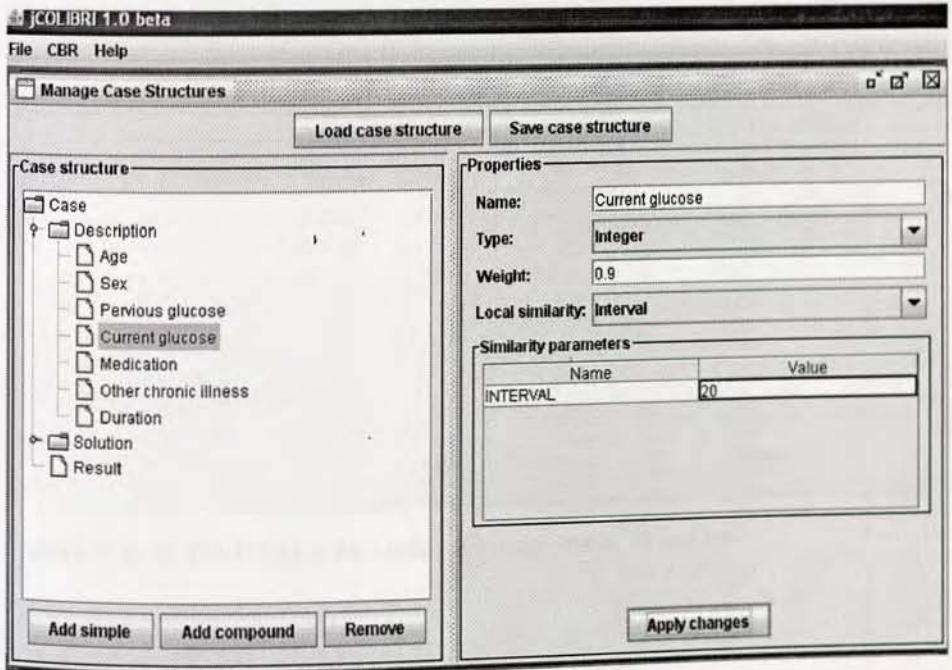 jCOLIBRI 1.0 beta
File CBR Help
Manage Case Structures
Load case structure Save case structure
Case structure
Case
Description
Age
Sex
Pervious glucose
Current glucose
Medication
Other chronic illness
Duration
Solution
Result
Add simple Add compound Remove
Properties
Name: Current glucose
Type: Integer
Weight: 0.9
Local similarity: Interval
Similarity parameters
Name Value
INTERVAL 20
Apply changes